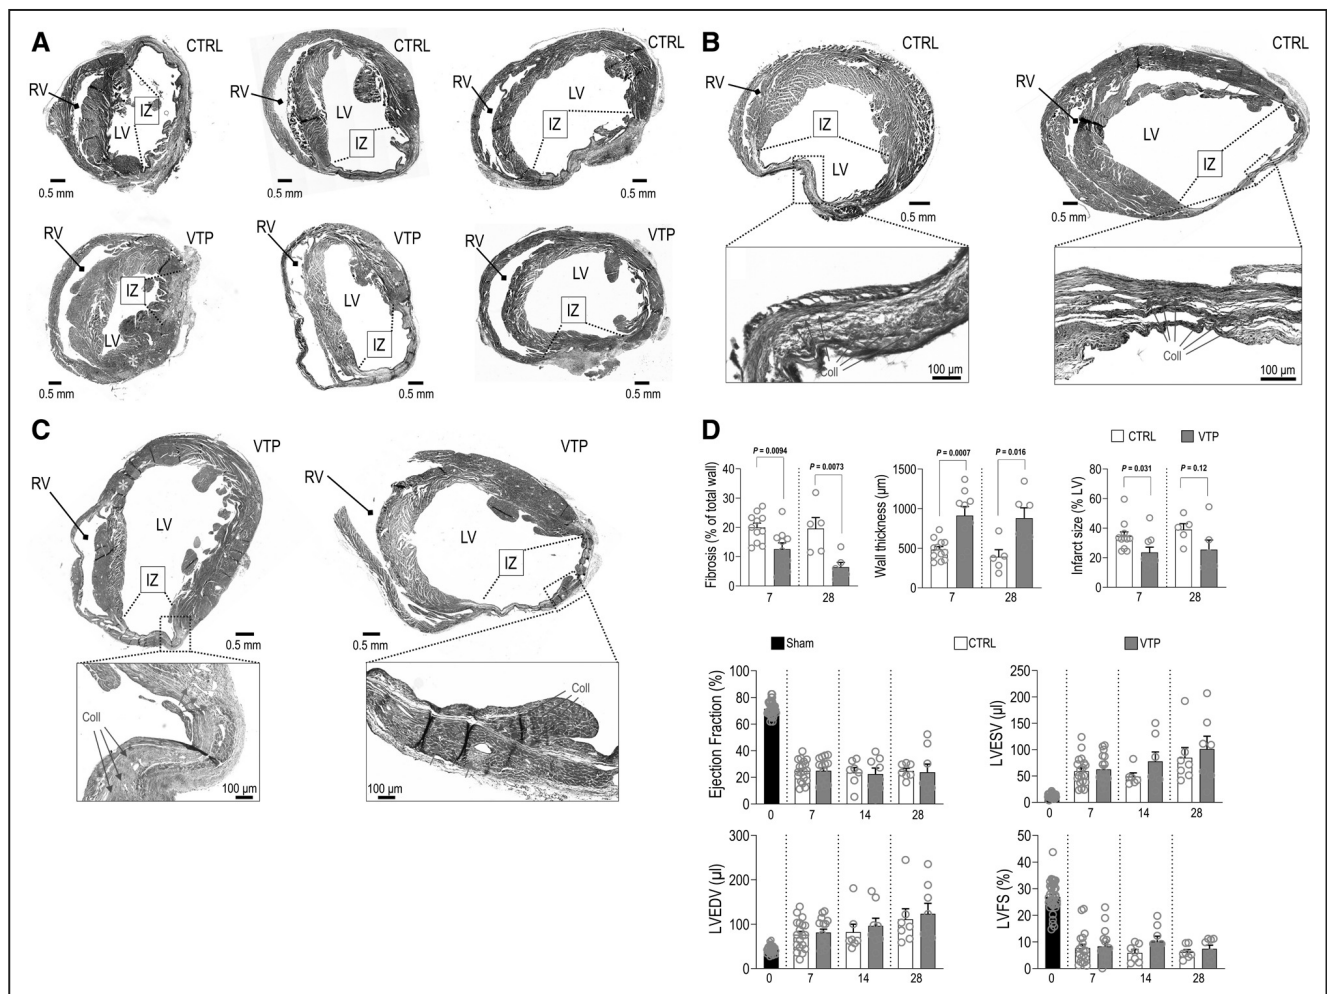 A
CTRL
RV
IZ
LV
0.5 mm
CTRL
RV
LV
IZ
0.5 mm
CTRL
RV
LV
IZ
0.5 mm
RV
VTP
IZ
LV
*
0.5 mm
RV
VTP
LV
IZ
0.5 mm
RV
VTP
LV
IZ
0.5 mm
B
CTRL
RV
IZ
LV
0.5 mm
Coll
100 µm
CTRL
RV
LV
IZ
0.5 mm
Coll
100 µm
C
VTP
RV
*
LV
IZ
0.5 mm
Coll
100 µm
VTP
RV
LV
IZ
0.5 mm
Coll
100 µm
D
CTRL VTP
Fibrosis (% of total wall)
40
30
20
10
0
P = 0.0094
P = 0.0073
7 28
Wall thickness (µm)
1500
1000
500
0
P = 0.0007
P = 0.016
7 28
Infarct size (% LV)
80
60
40
20
0
P = 0.031
P = 0.12
7 28
Sham CTRL VTP
Ejection Fraction (%)
100
80
60
40
20
0
0 7 14 28
LVESV (µl)
250
200
150
100
50
0
0 7 14 28
LVEDV (µl)
300
200
100
0
0 7 14 28
LVFS (%)
50
40
30
20
10
0
0 7 14 28